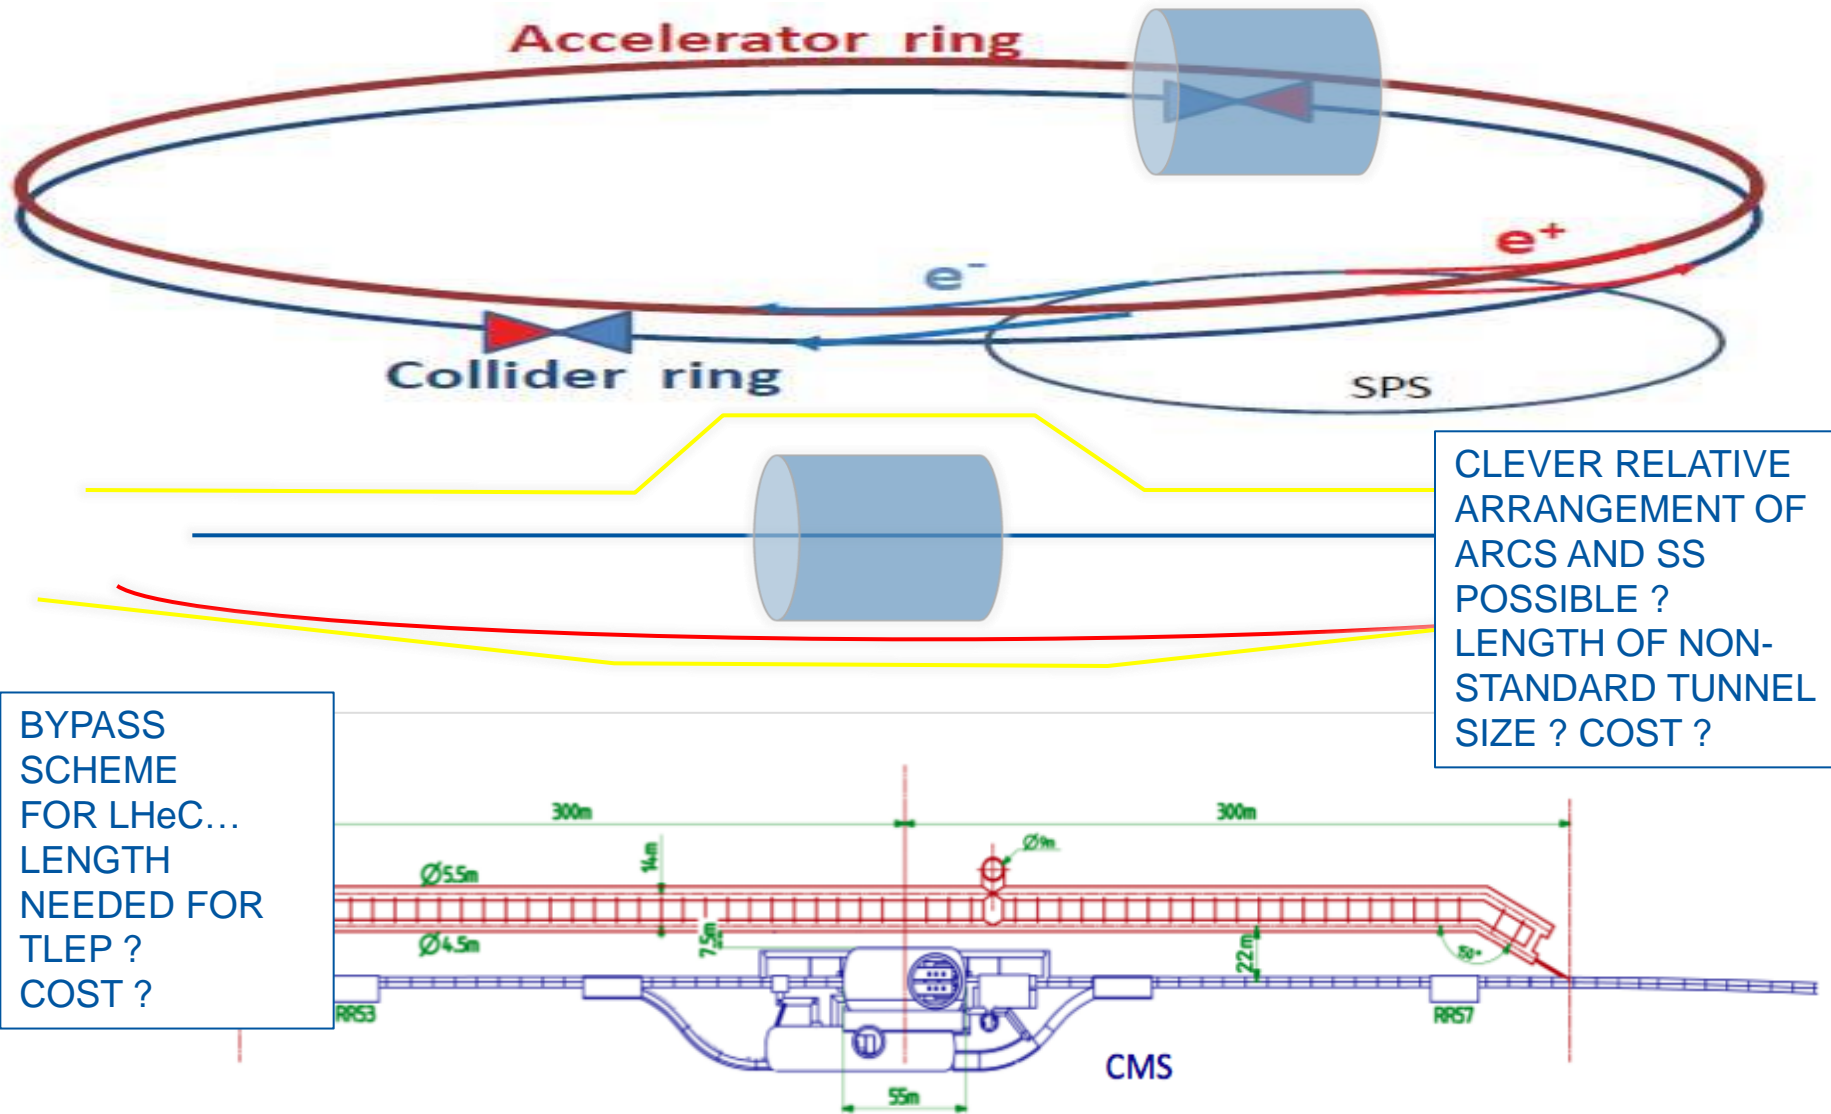 Accelerator ring
e⁺
e⁻
Collider ring
SPS
CLEVER RELATIVE
ARRANGEMENT OF
ARCS AND SS
POSSIBLE ?
LENGTH OF NON-
STANDARD TUNNEL
SIZE ? COST ?
BYPASS
SCHEME
FOR LHeC…
LENGTH
NEEDED FOR
TLEP ?
COST ?
300m
300m
14m
Ø9m
Ø5.5m
Ø4.5m
7.5m
22m
RR53
RR57
CMS
55m